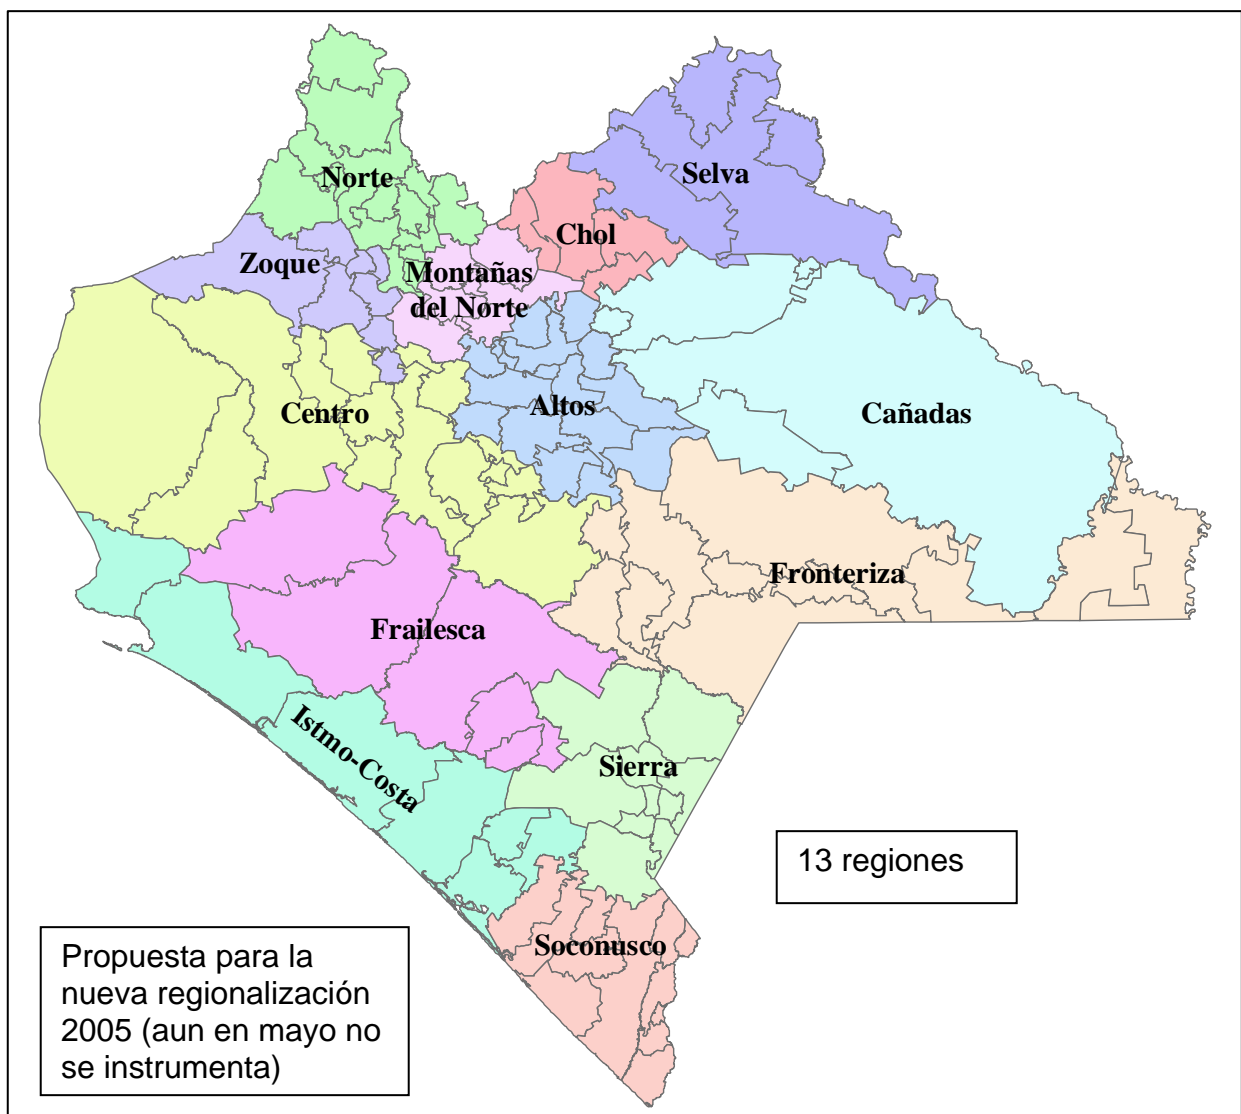 Norte
Selva
Chol
Zoque
Montañas
del Norte
Centro
Altos
Cañadas
Fronteriza
Frailesca
Istmo-Costa
Sierra
13 regiones
Soconusco
Propuesta para la
nueva regionalización
2005 (aun en mayo no
se instrumenta)